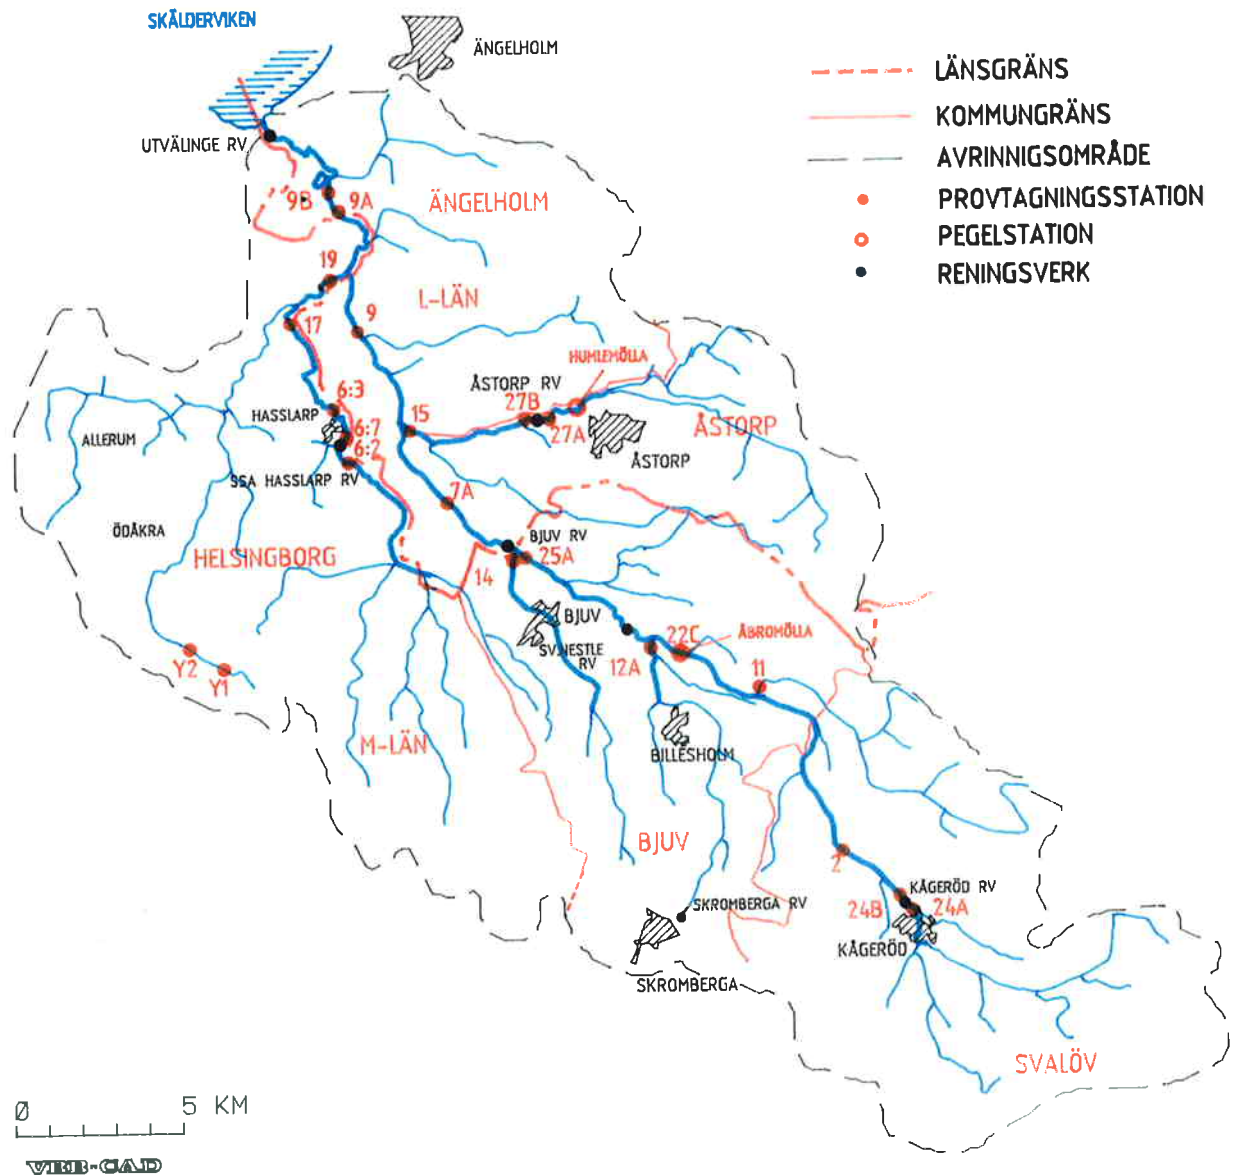 SKÄLDERVIKEN
ÄNGELHOLM
LÄNSGRÄNS
KOMMUNGRÄNS
AVRINNIGSOMRÅDE
PROVTAGNINGSSTATION
PEGELSTATION
RENINGSVERK
UTVÄLINGE RV
9B
9A
ÄNGELHOLM
19
L-LÄN
17
9
HUMLEMÖLLA
ÅSTORP RV
6:3
HASSLARP
27B
15
27A
ÅSTORP
6:7
ALLERUM
6:2
ÅSTORP
SSA HASSLARP RV
7A
ÖDÅKRA
BJUV RV
HELSINGBORG
25A
14
BJUV
22C
ÅBROMÖLLA
SV.NESTLE
RV
12A
11
Y2
Y1
M-LÄN
BILLESHOLM
BJUV
2
KÅGERÖD RV
SKROMBERGA RV
24B
24A
KÅGERÖD
SKROMBERGA
SVALÖV
0 5 KM
VBB-CAD